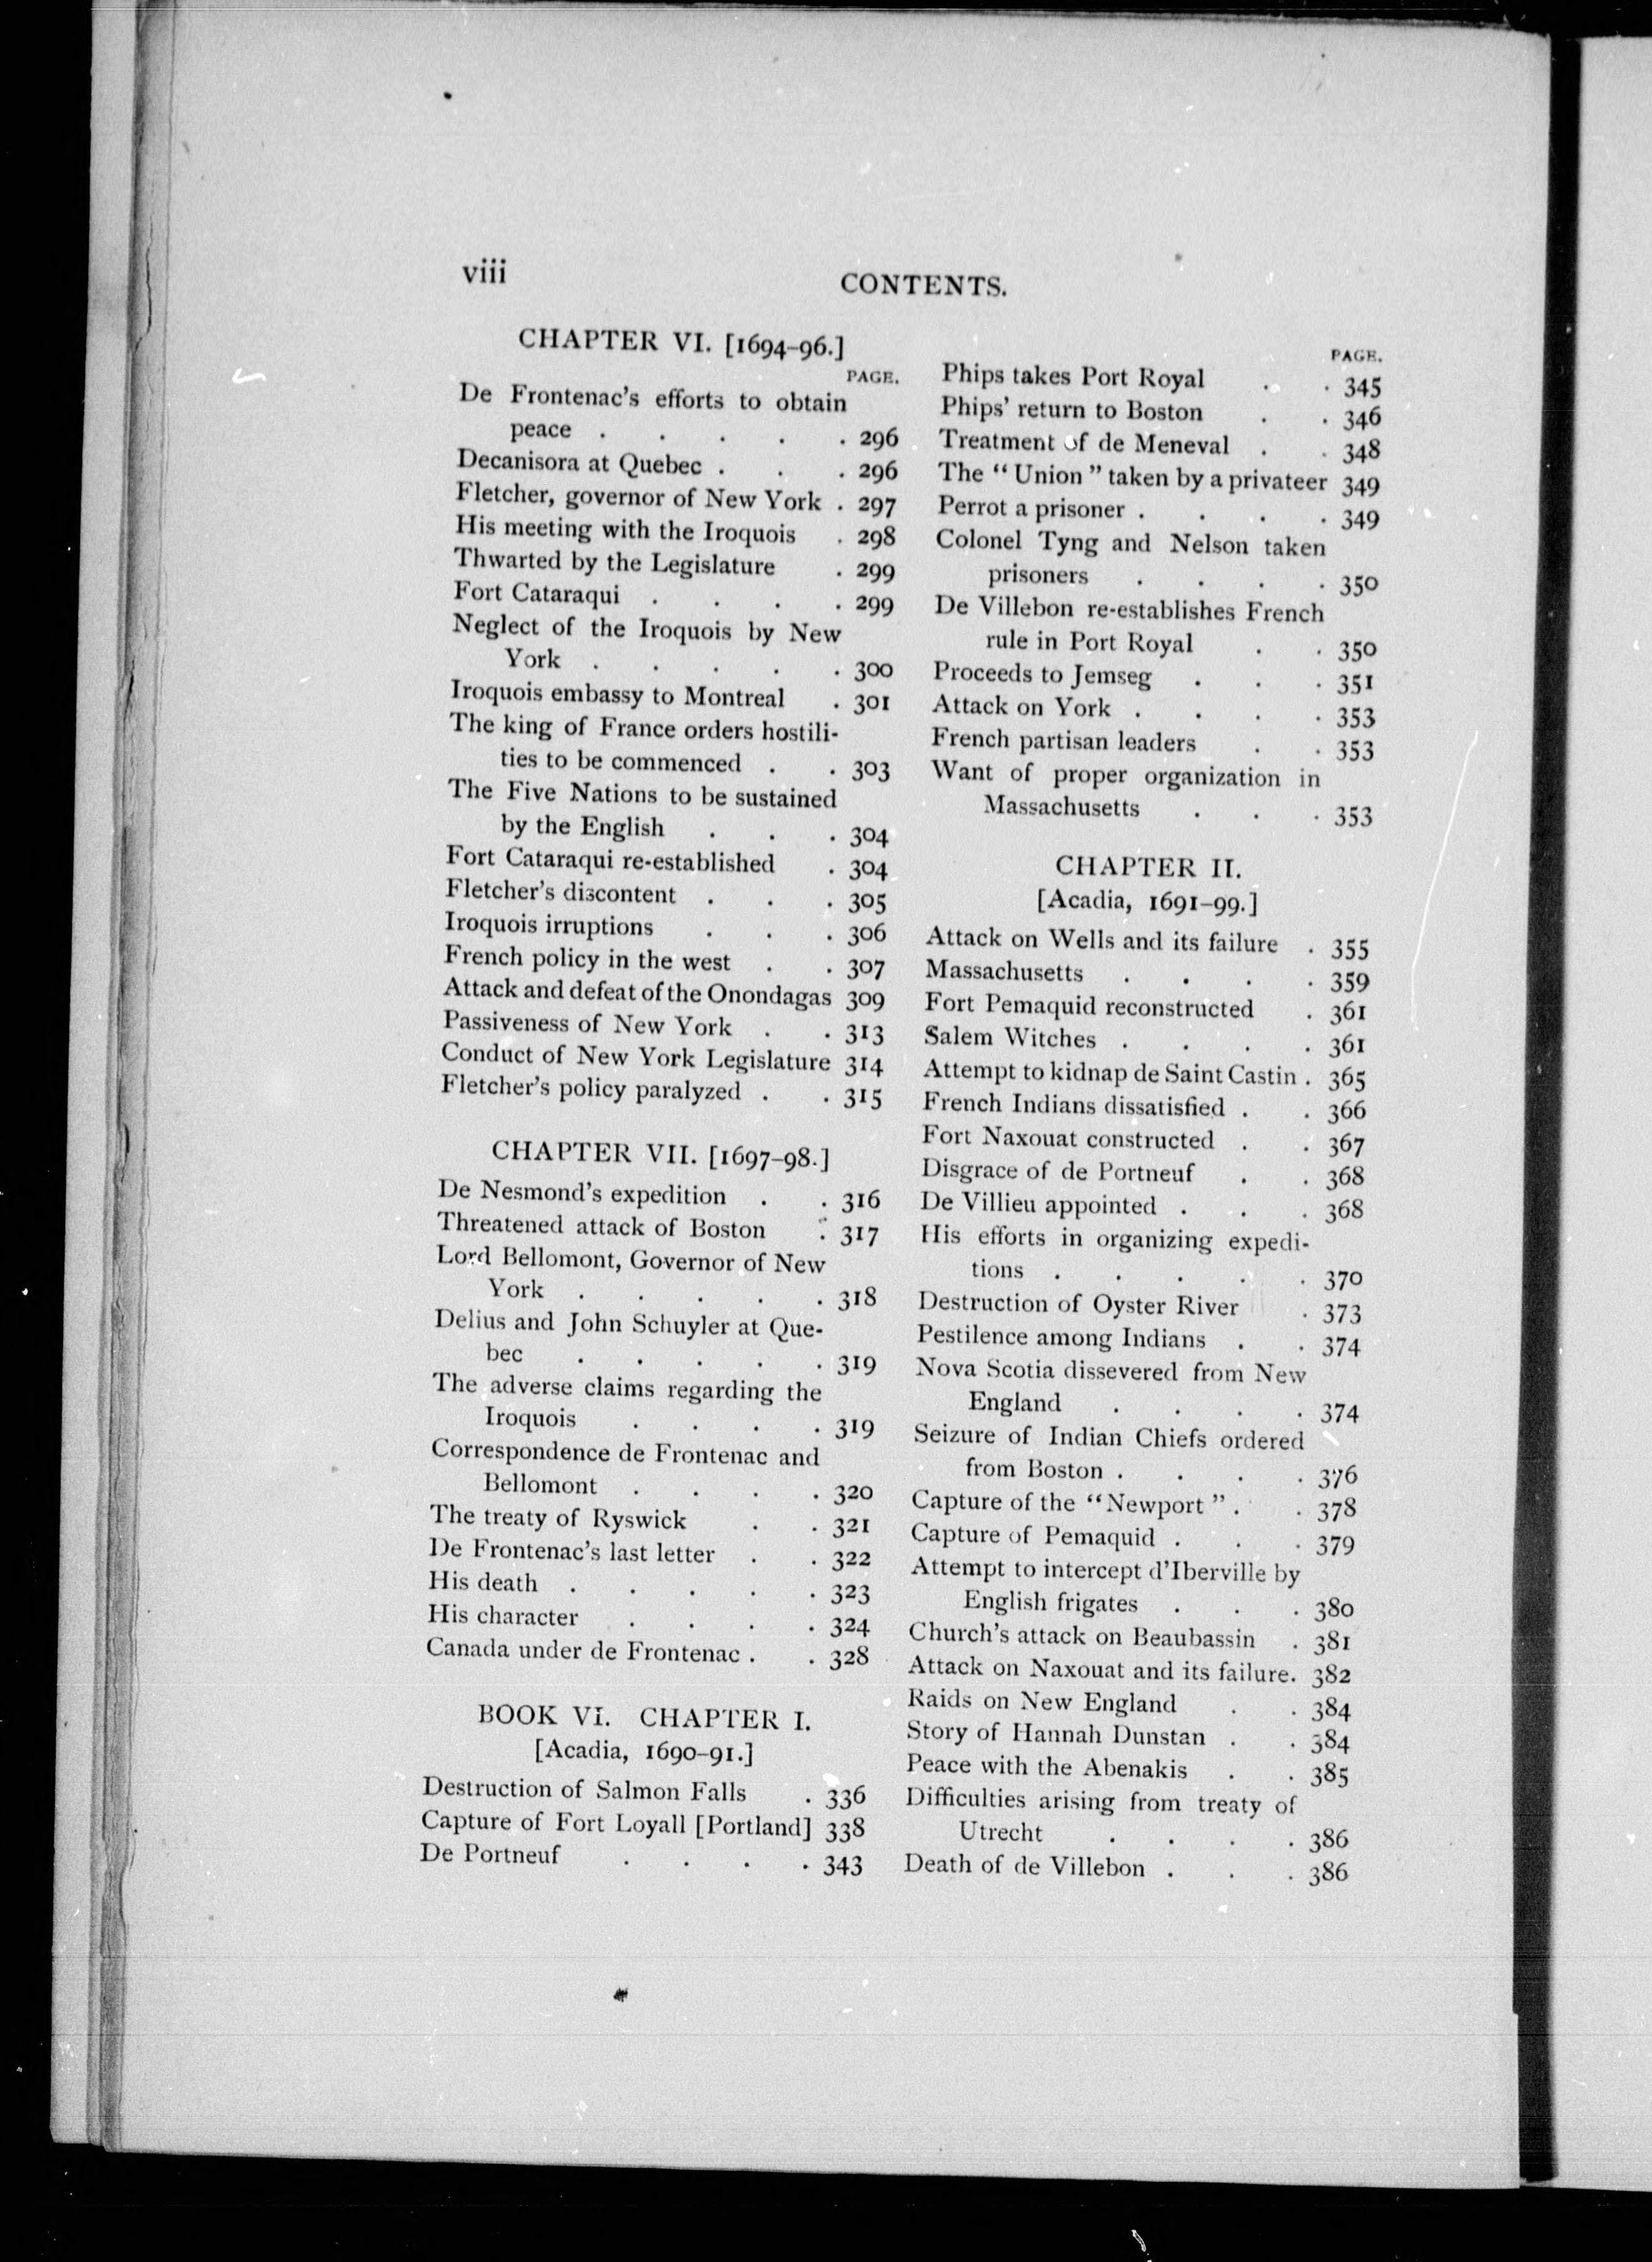 viii
CONTENTS.
CHAPTER VI. [1694–96.]
PAGE.
De Frontenac's efforts to obtain
peace . . . . . 296
Decanisora at Quebec . . . 296
Fletcher, governor of New York . 297
His meeting with the Iroquois . 298
Thwarted by the Legislature . 299
Fort Cataraqui . . . . 299
Neglect of the Iroquois by New
York . . . . . 300
Iroquois embassy to Montreal . 301
The king of France orders hostili-
ties to be commenced . . 303
The Five Nations to be sustained
by the English . . . 304
Fort Cataraqui re-established . 304
Fletcher's discontent . . . 305
Iroquois irruptions . . . 306
French policy in the west . . 307
Attack and defeat of the Onondagas 309
Passiveness of New York . . 313
Conduct of New York Legislature 314
Fletcher's policy paralyzed . . 315
CHAPTER VII. [1697–98.]
De Nesmond's expedition . . 316
Threatened attack of Boston . 317
Lord Bellomont, Governor of New
York . . . . . 318
Delius and John Schuyler at Que-
bec . . . . . 319
The adverse claims regarding the
Iroquois . . . . 319
Correspondence de Frontenac and
Bellomont . . . . 320
The treaty of Ryswick . . 321
De Frontenac's last letter . . 322
His death . . . . . 323
His character . . . . 324
Canada under de Frontenac . . 328
BOOK VI. CHAPTER I.
[Acadia, 1690–91.]
Destruction of Salmon Falls . 336
Capture of Fort Loyall [Portland] 338
De Portneuf . . . . 343
PAGE.
Phips takes Port Royal . . 345
Phips' return to Boston . . 346
Treatment of de Meneval . . 348
The "Union" taken by a privateer 349
Perrot a prisoner . . . . 349
Colonel Tyng and Nelson taken
prisoners . . . . 350
De Villebon re-establishes French
rule in Port Royal . . 350
Proceeds to Jemseg . . . 351
Attack on York . . . . 353
French partisan leaders . . 353
Want of proper organization in
Massachusetts . . . 353
CHAPTER II.
[Acadia, 1691–99.]
Attack on Wells and its failure . 355
Massachusetts . . . . 359
Fort Pemaquid reconstructed . 361
Salem Witches . . . . 361
Attempt to kidnap de Saint Castin . 365
French Indians dissatisfied . . 366
Fort Naxouat constructed . . 367
Disgrace of de Portneuf . . 368
De Villieu appointed . . . 368
His efforts in organizing expedi-
tions . . . . . 370
Destruction of Oyster River . 373
Pestilence among Indians . . 374
Nova Scotia dissevered from New
England . . . . 374
Seizure of Indian Chiefs ordered
from Boston . . . . 376
Capture of the "Newport" . . 378
Capture of Pemaquid . . . 379
Attempt to intercept d'Iberville by
English frigates . . . 380
Church's attack on Beaubassin . 381
Attack on Naxouat and its failure. 382
Raids on New England . . 384
Story of Hannah Dunstan . . 384
Peace with the Abenakis . . 385
Difficulties arising from treaty of
Utrecht . . . . 386
Death of de Villebon . . . 386